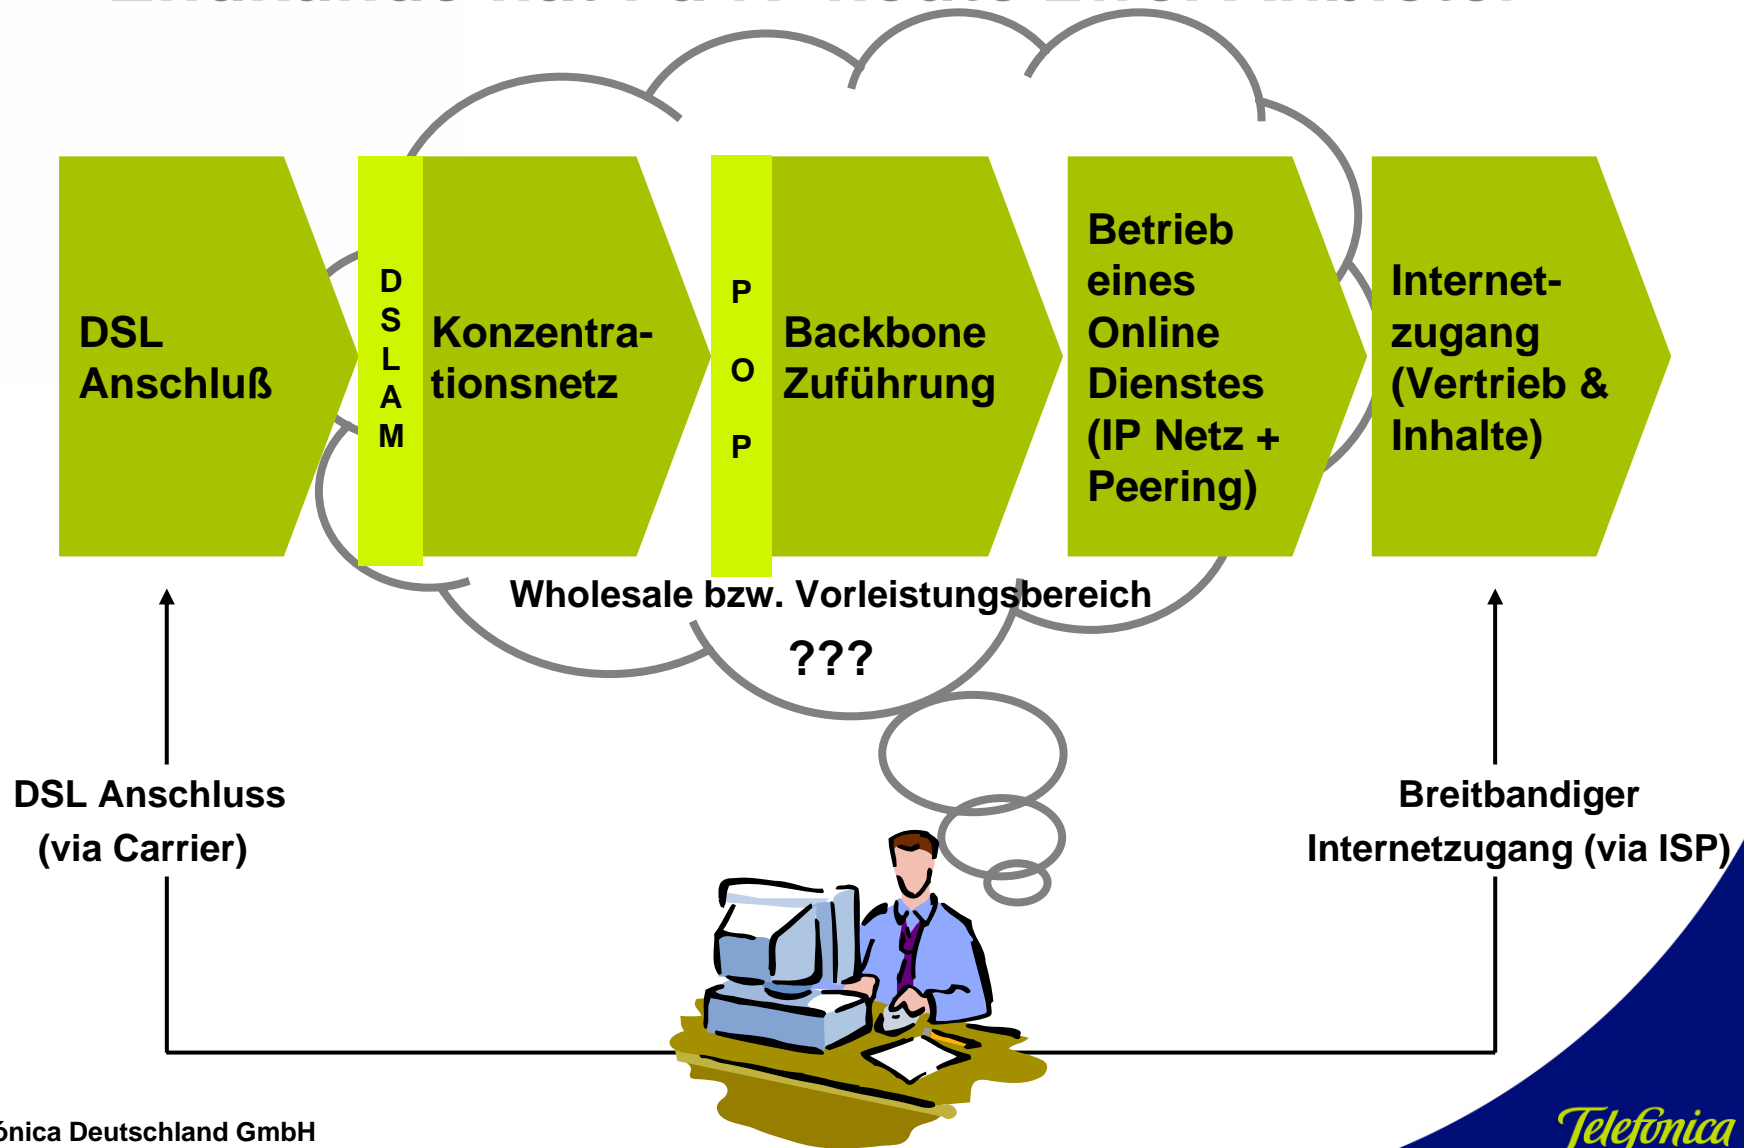 DSL
Anschluß
D
S
L
A
M
Konzentra-
tionsnetz
P
O
P
Backbone
Zuführung
Betrieb
eines
Online
Dienstes
(IP Netz +
Peering)
Internet-
zugang
(Vertrieb &
Inhalte)
Wholesale bzw. Vorleistungsbereich
???
DSL Anschluss
(via Carrier)
Breitbandiger
Internetzugang (via ISP)
ónica Deutschland GmbH
Telefónica